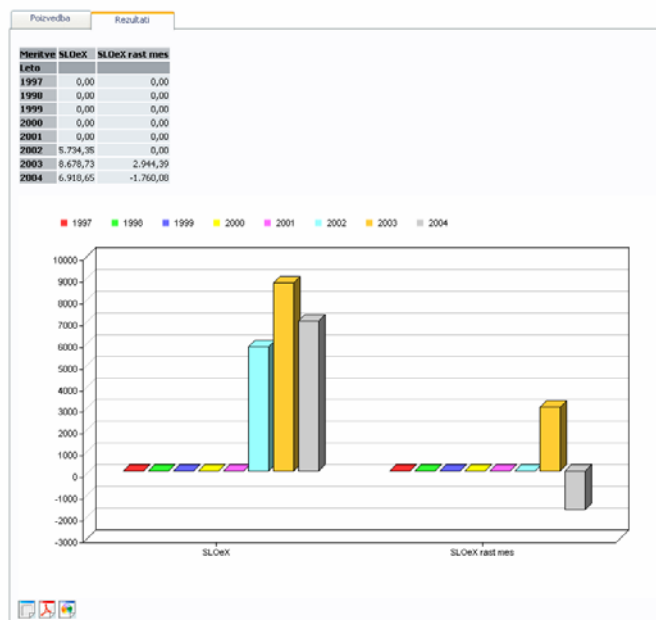 Poizvedba Rezultati
Meritve SLOeX SLOeX rast mes
Leto
1997 0,00 0,00
1998 0,00 0,00
1999 0,00 0,00
2000 0,00 0,00
2001 0,00 0,00
2002 5.734,35 0,00
2003 8.678,73 2.944,39
2004 6.918,65 -1.760,08
1997 1998 1999 2000 2001 2002 2003 2004
10000
9000
8000
7000
6000
5000
4000
3000
2000
1000
0
-1000
-2000
-3000
SLOeX SLOeX rast mes